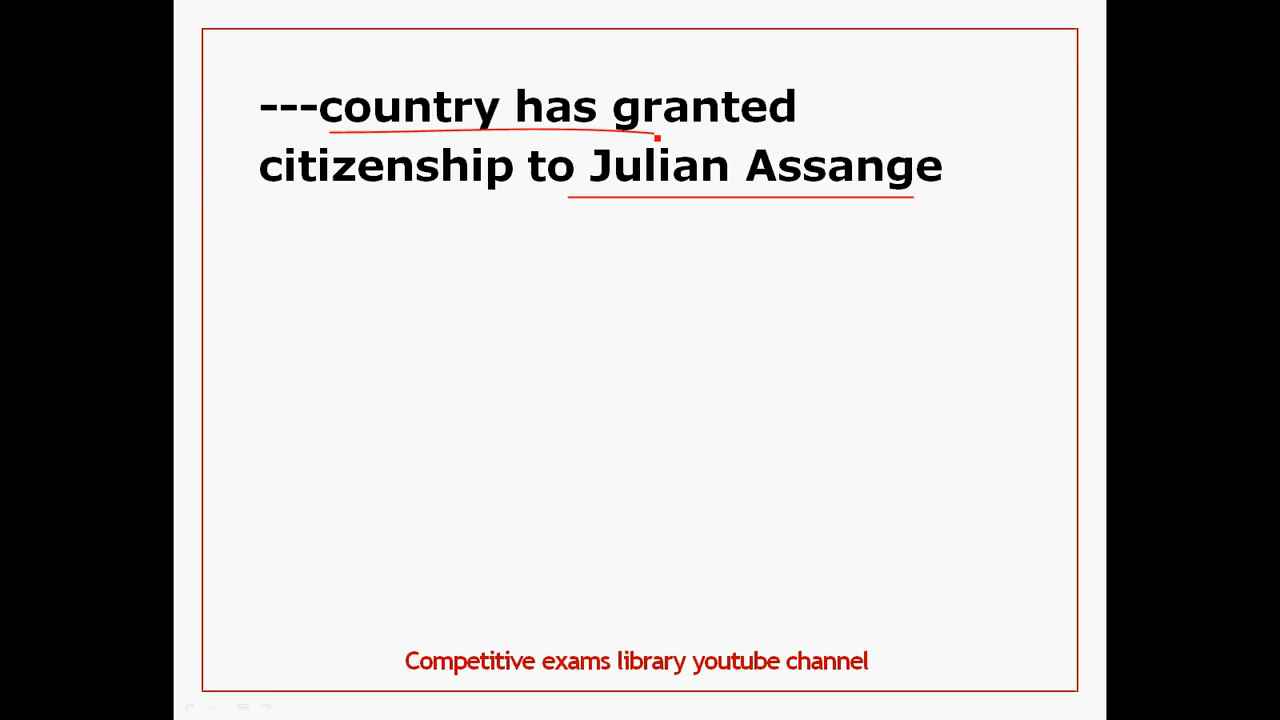 ---country has granted
citizenship to Julian Assange
Competitive exams library youtube channel